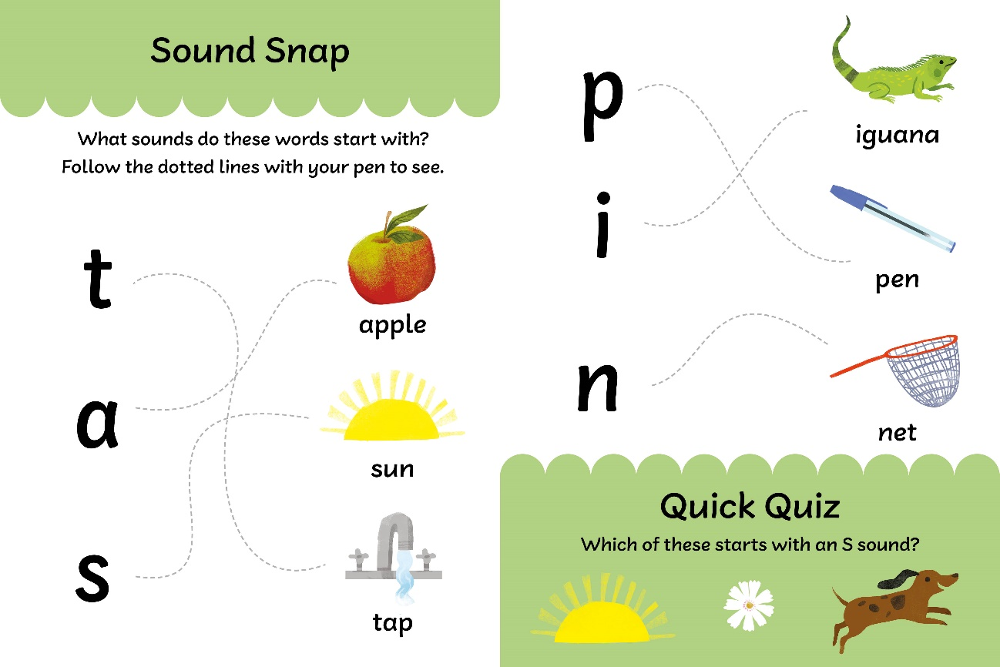 Sound Snap
What sounds do these words start with?
Follow the dotted lines with your pen to see.
t
apple
a
sun
s
tap
p
iguana
i
pen
n
net
Quick Quiz
Which of these starts with an S sound?